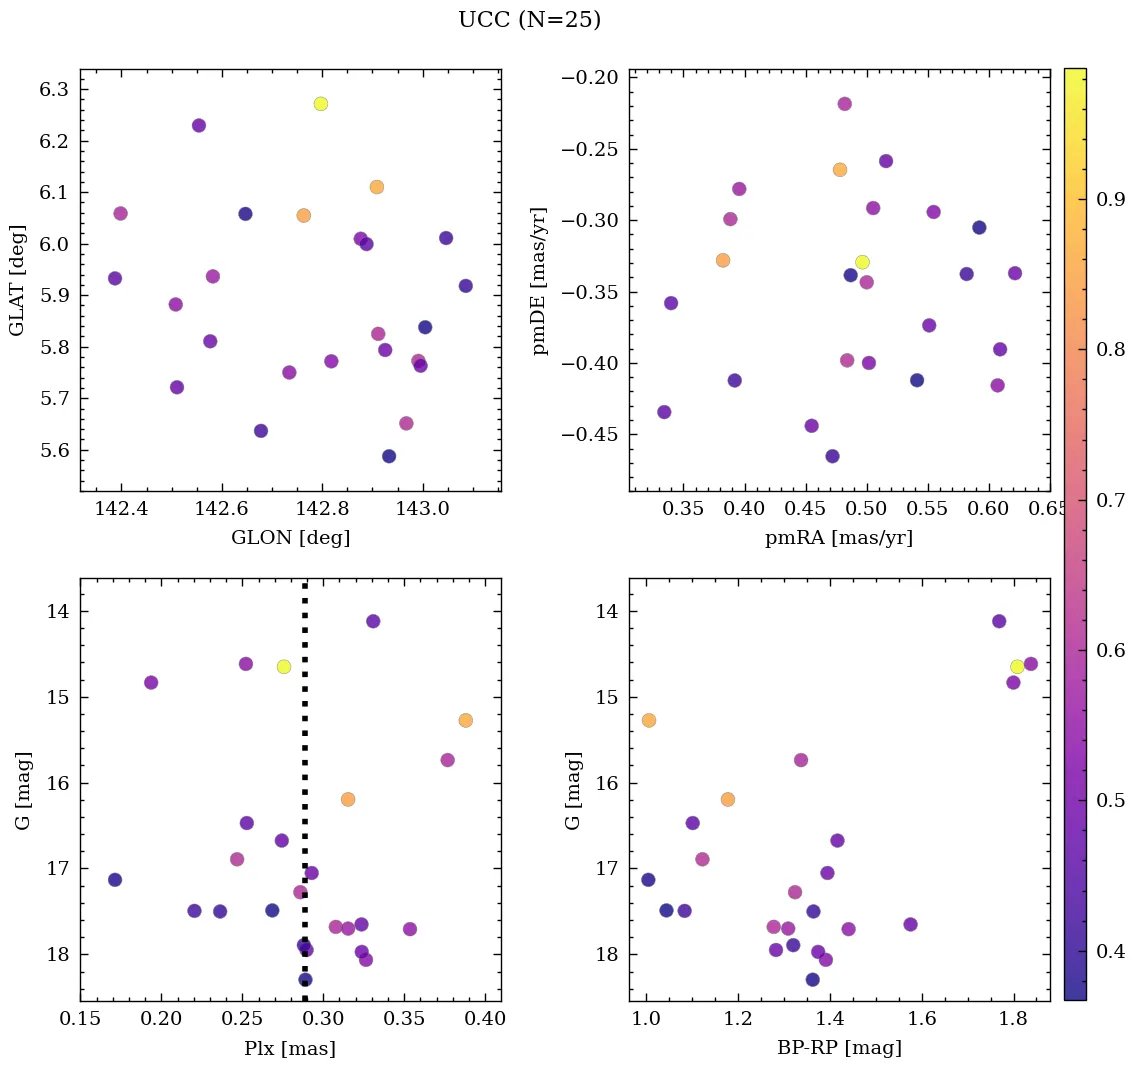 UCC (N=25)
6.3
6.2
6.1
6.0
5.9
5.8
5.7
5.6
GLAT [deg]
142.4 142.6 142.8 143.0
GLON [deg]
−0.20
−0.25
−0.30
−0.35
−0.40
−0.45
pmDE [mas/yr]
0.35 0.40 0.45 0.50 0.55 0.60 0.65
pmRA [mas/yr]
0.9
0.8
0.7
0.6
0.5
0.4
14
15
16
17
18
G [mag]
0.15 0.20 0.25 0.30 0.35 0.40
Plx [mas]
14
15
16
17
18
G [mag]
1.0 1.2 1.4 1.6 1.8
BP-RP [mag]